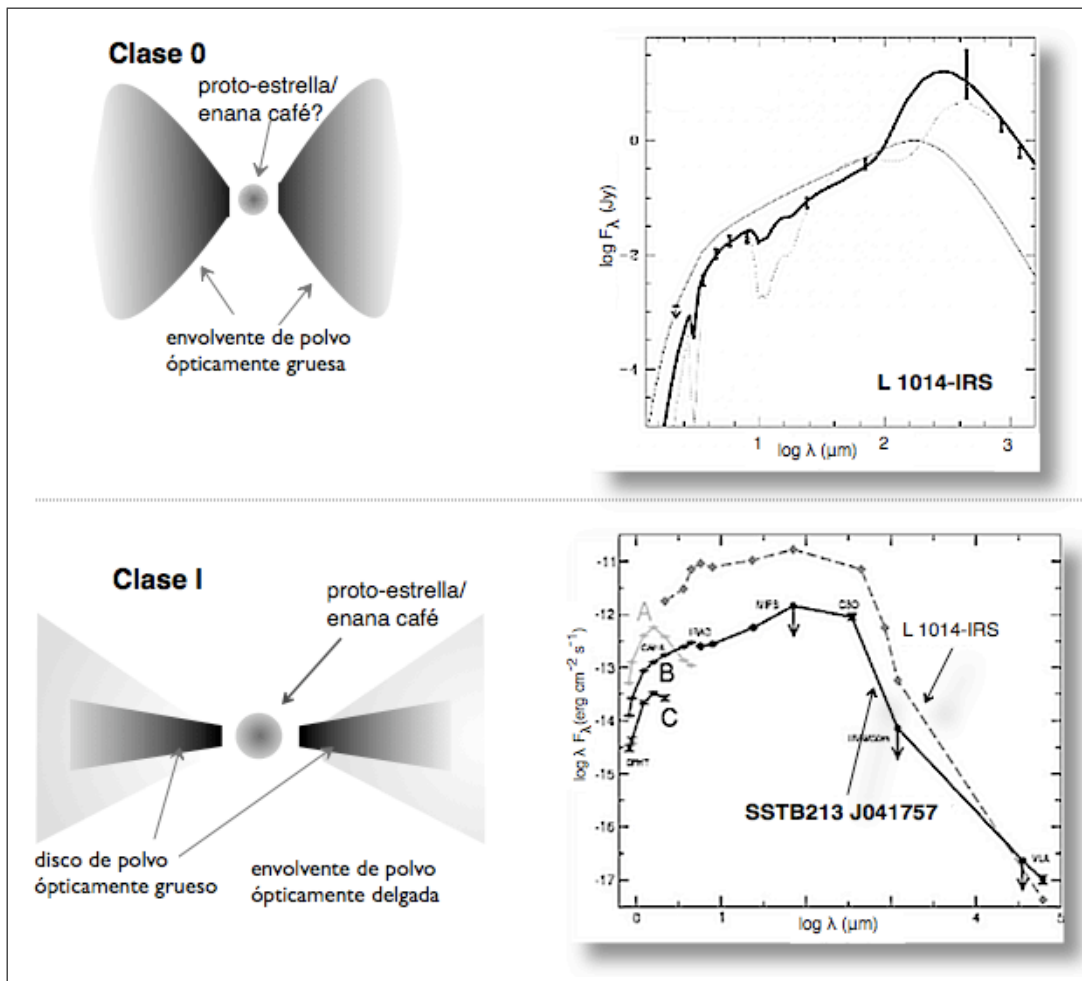 Clase 0
proto-estrella/
enana café?
envolvente de polvo
ópticamente gruesa
log F_λ (Jy)
0
-2
-4
L 1014-IRS
1
2
3
log λ (μm)
Clase I
proto-estrella/
enana café
disco de polvo
ópticamente grueso
envolvente de polvo
ópticamente delgada
log λ F_λ (erg cm⁻² s⁻¹)
-11
-12
-13
-14
-15
-16
-17
A
B
C
MIPS
CSO
L 1014-IRS
SSTB213 J041757
VLA
0
1
2
3
4
5
log λ (μm)